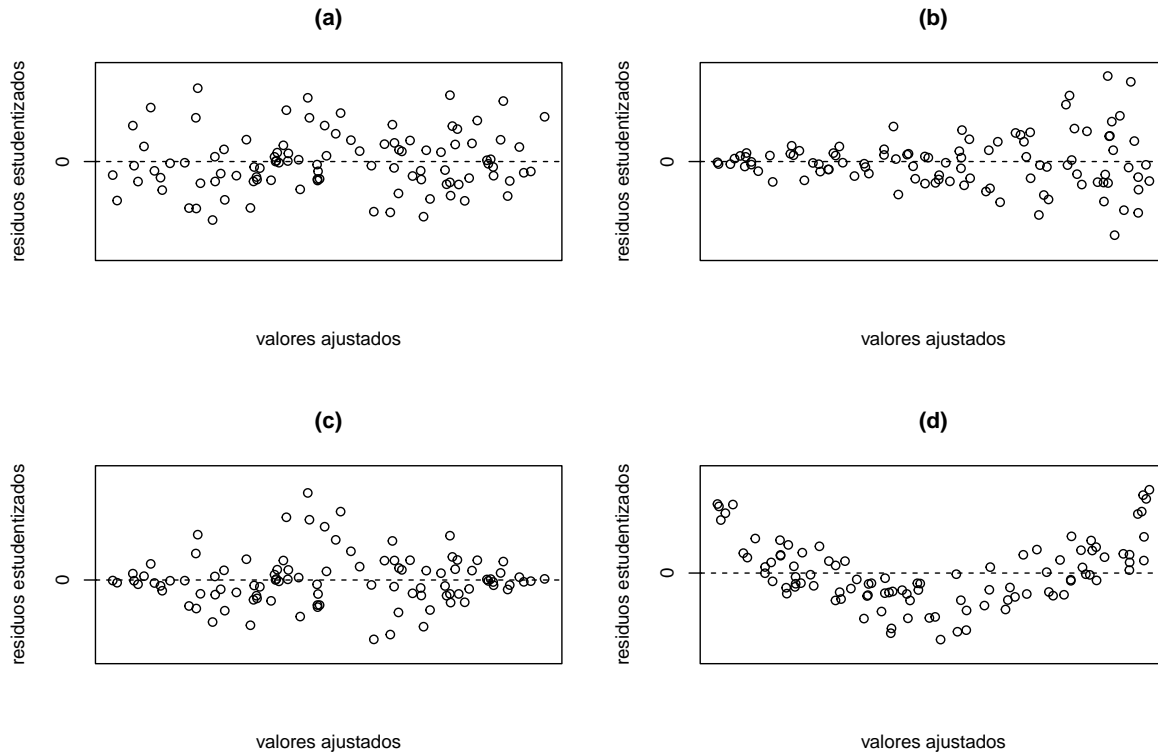 (a)
residuos estudentizados
0
valores ajustados
(b)
residuos estudentizados
0
valores ajustados
(c)
residuos estudentizados
0
valores ajustados
(d)
residuos estudentizados
0
valores ajustados